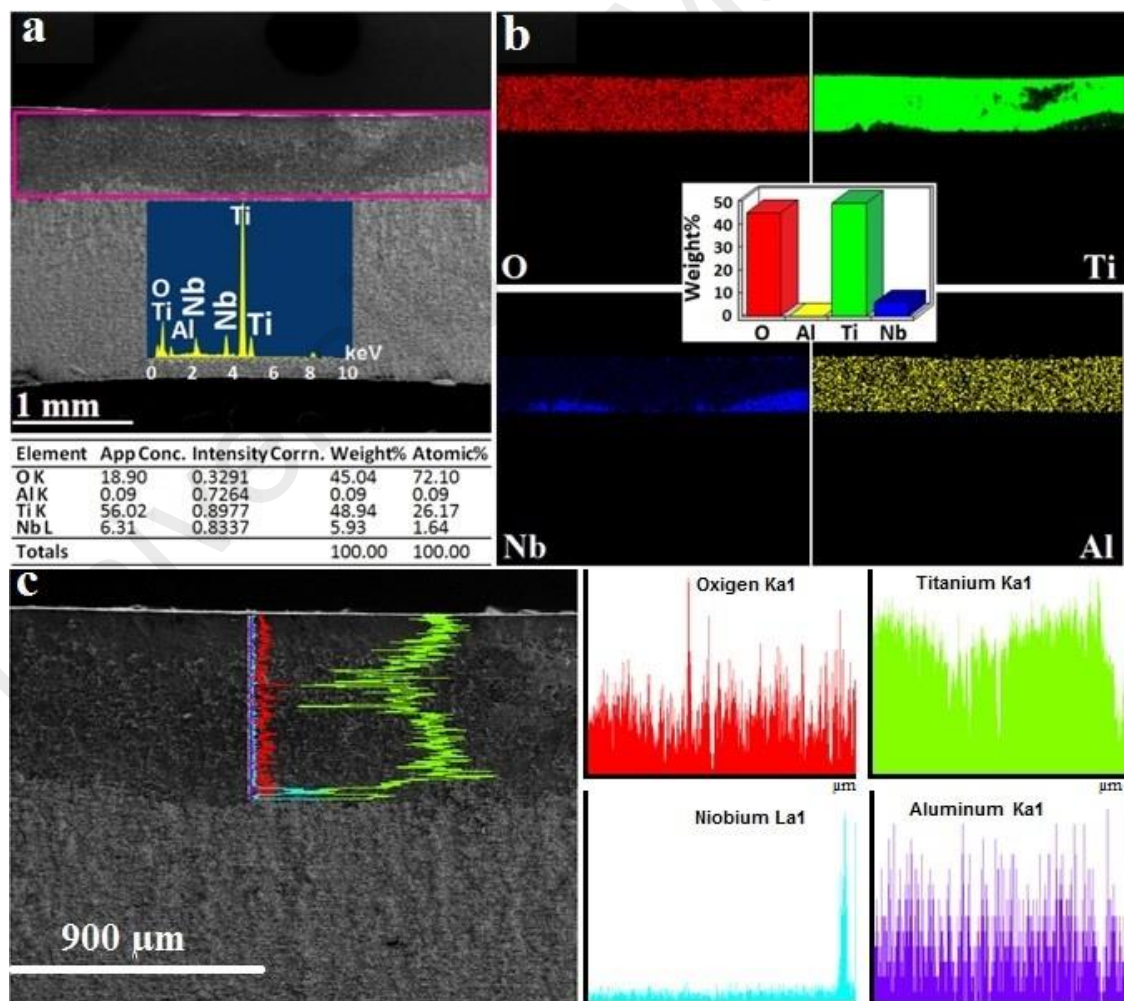 a
Ti
O
Ti
Al
Nb
Nb
Ti
keV
0 2 4 6 8 10
1 mm
Element App Conc. Intensity Corrn. Weight% Atomic%
O K 18.90 0.3291 45.04 72.10
Al K 0.09 0.7264 0.09 0.09
Ti K 56.02 0.8977 48.94 26.17
Nb L 6.31 0.8337 5.93 1.64
Totals 100.00 100.00
b
O
Ti
Weight%
50
40
30
20
10
0
O Al Ti Nb
Nb
Al
c
900 µm
Oxigen Ka1
Titanium Ka1
µm
µm
Niobium La1
Aluminum Ka1